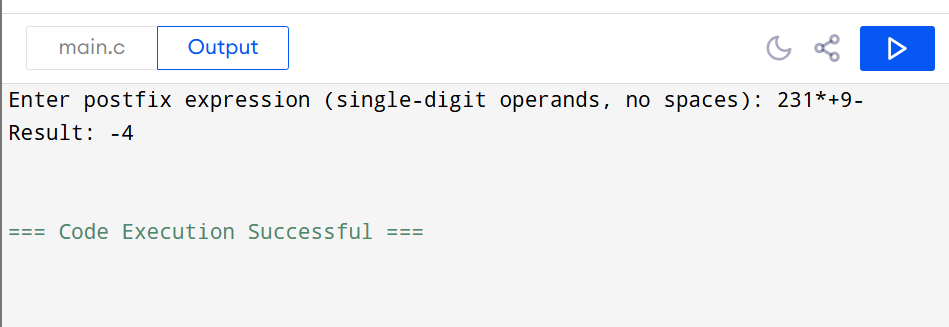 main.c Output
Enter postfix expression (single-digit operands, no spaces): 231*+9-
Result: -4
=== Code Execution Successful ===